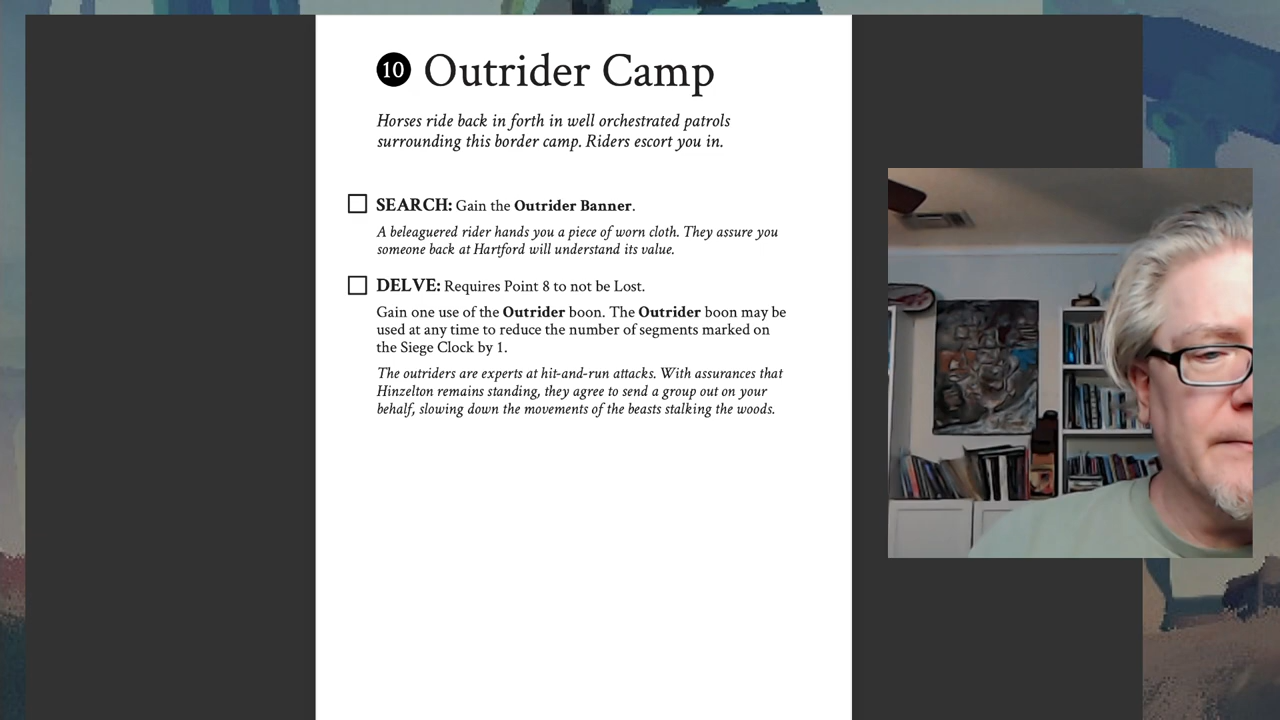 10 Outrider Camp
Horses ride back in forth in well orchestrated patrols
surrounding this border camp. Riders escort you in.
SEARCH: Gain the Outrider Banner.
A beleaguered rider hands you a piece of worn cloth. They assure you
someone back at Hartford will understand its value.
DELVE: Requires Point 8 to not be Lost.
Gain one use of the Outrider boon. The Outrider boon may be
used at any time to reduce the number of segments marked on
the Siege Clock by 1.
The outriders are experts at hit-and-run attacks. With assurances that
Hinzelton remains standing, they agree to send a group out on your
behalf, slowing down the movements of the beasts stalking the woods.